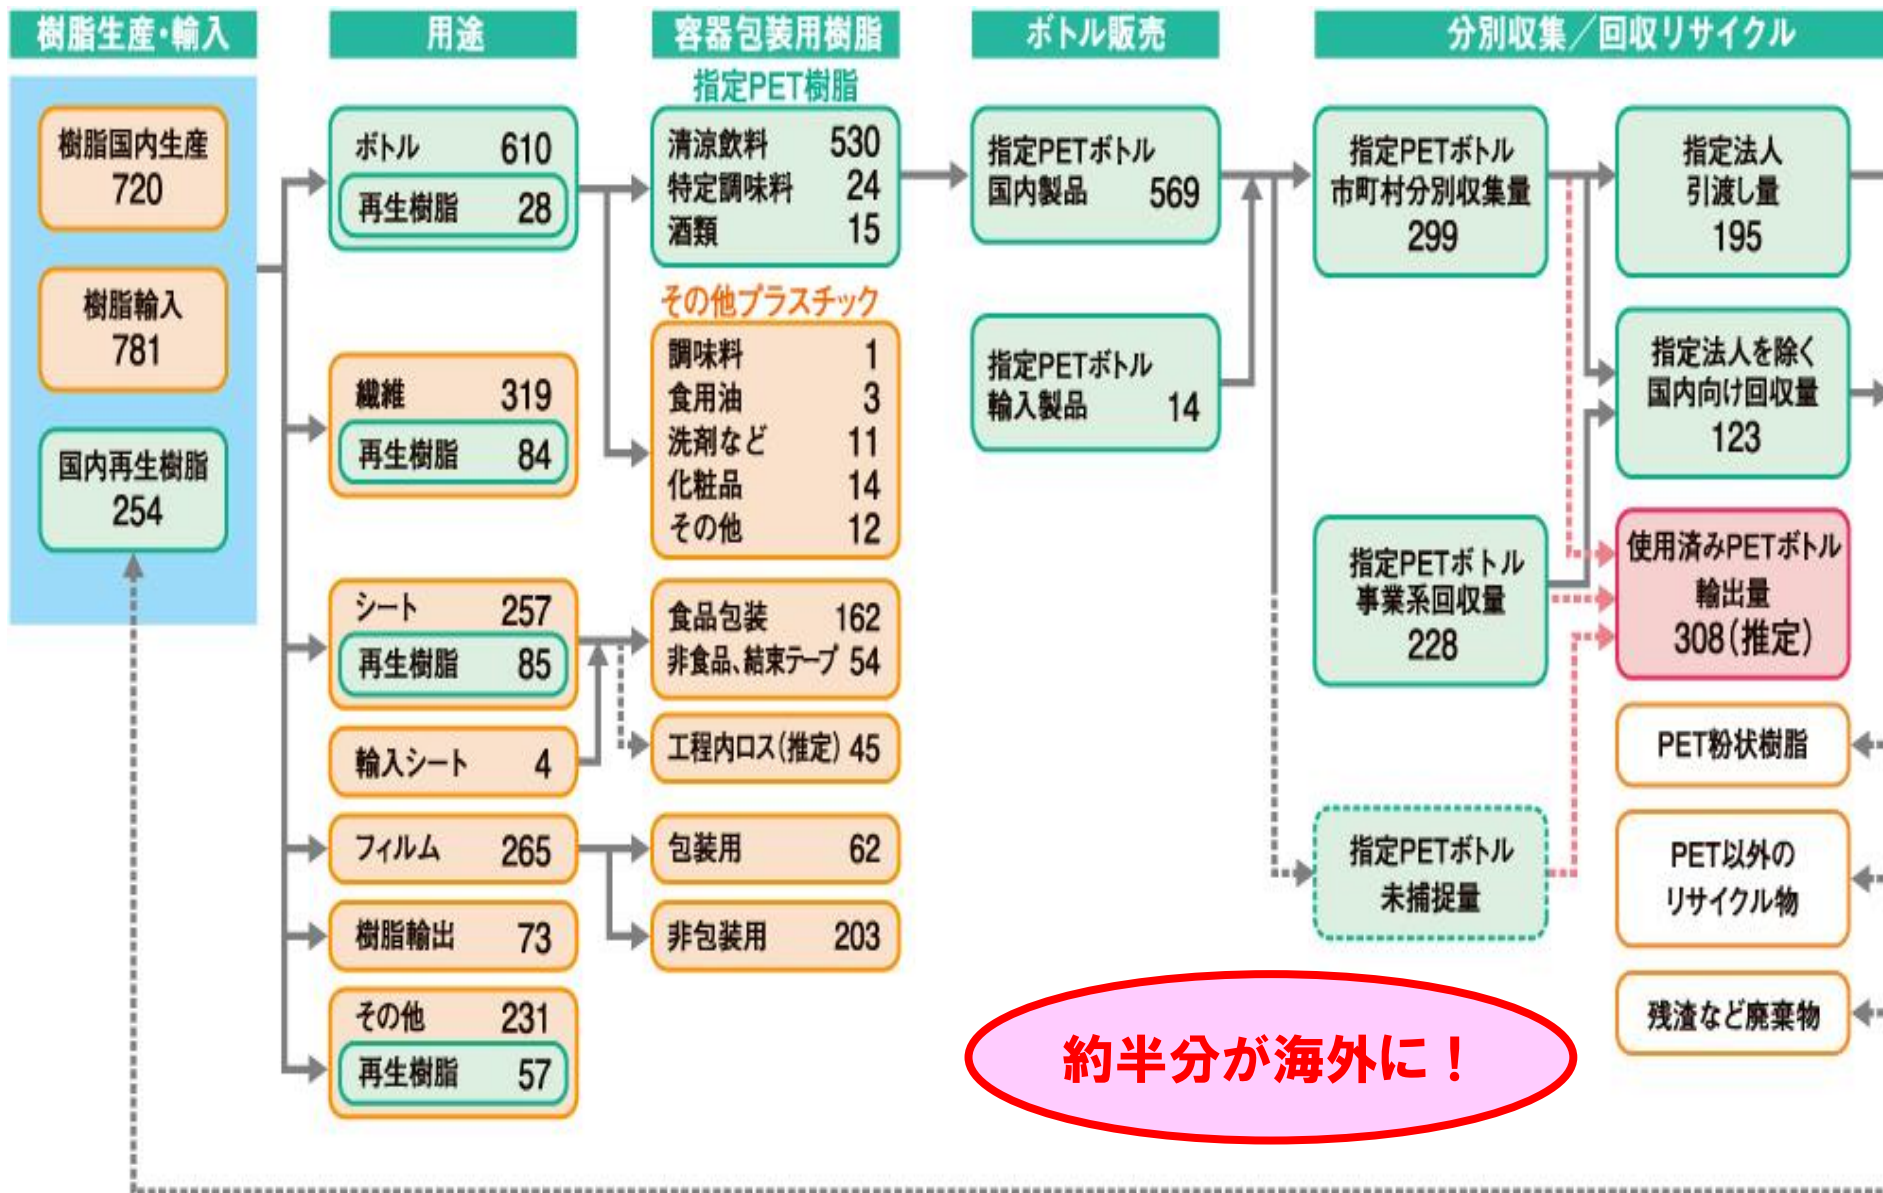 樹脂生産・輸入
樹脂国内生産
720
樹脂輸入
781
国内再生樹脂
254
用途
ボトル 610
再生樹脂 28
繊維 319
再生樹脂 84
シート 257
再生樹脂 85
輸入シート 4
フィルム 265
樹脂輸出 73
その他 231
再生樹脂 57
容器包装用樹脂
指定PET樹脂
清涼飲料 530
特定調味料 24
酒類 15
その他プラスチック
調味料 1
食用油 3
洗剤など 11
化粧品 14
その他 12
食品包装 162
非食品、結束テープ 54
工程内ロス(推定) 45
包装用 62
非包装用 203
ボトル販売
指定PETボトル
国内製品 569
指定PETボトル
輸入製品 14
分別収集/回収リサイクル
指定PETボトル
市町村分別収集量
299
指定PETボトル
事業系回収量
228
指定PETボトル
未捕捉量
指定法人
引渡し量
195
指定法人を除く
国内向け回収量
123
使用済みPETボトル
輸出量
308(推定)
PET粉状樹脂
PET以外の
リサイクル物
残渣など廃棄物
約半分が海外に！